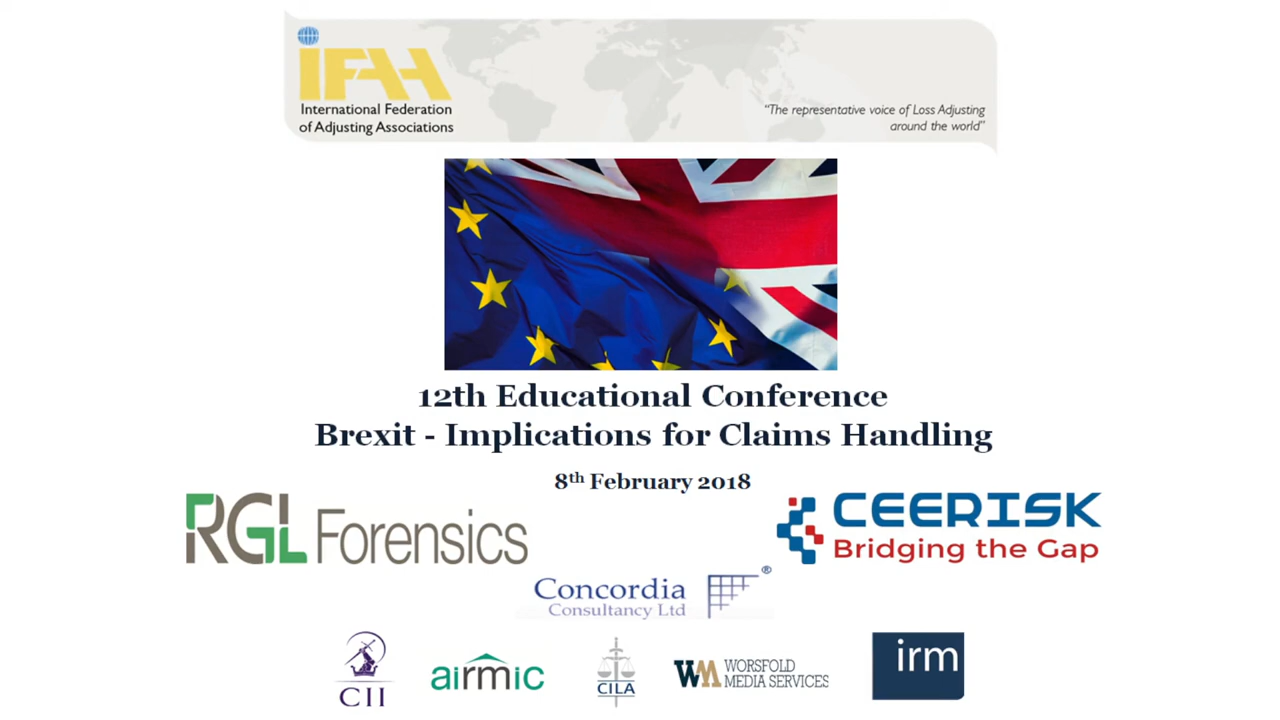 IFAA
International Federation
of Adjusting Associations
"The representative voice of Loss Adjusting
around the world"
12th Educational Conference
Brexit - Implications for Claims Handling
8th February 2018
RGL Forensics
CEERISK
Bridging the Gap
Concordia ®
Consultancy Ltd
CII
airmic
CILA
WM WORSFOLD
MEDIA SERVICES
irm